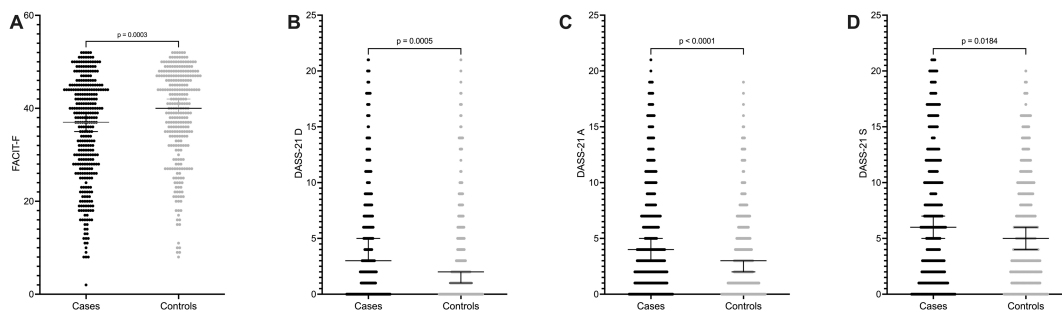 A
FACIT-F
60
40
20
0
p = 0.0003
Cases
Controls
B
DASS-21 D
25
20
15
10
5
0
p = 0.0005
Cases
Controls
C
DASS-21 A
25
20
15
10
5
0
p < 0.0001
Cases
Controls
D
DASS-21 S
25
20
15
10
5
0
p = 0.0184
Cases
Controls